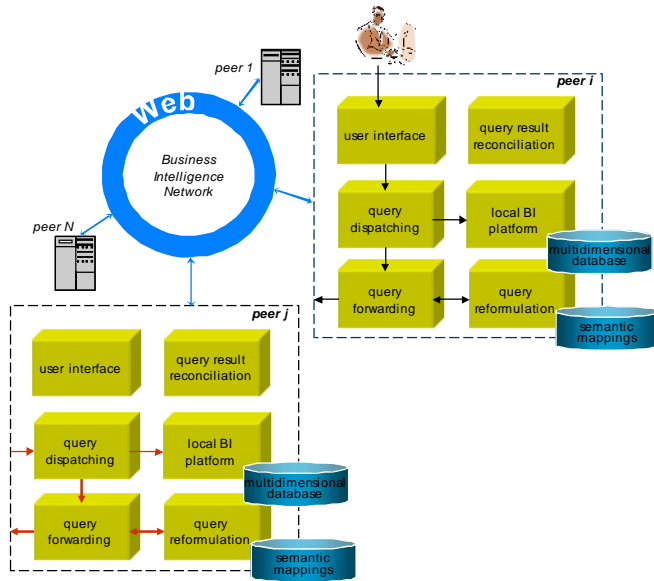 peer 1
Web
Business
Intelligence
Network
peer N
peer i
user interface
query result
reconciliation
query
dispatching
local BI
platform
multidimensional
database
query
forwarding
query
reformulation
semantic
mappings
peer j
user interface
query result
reconciliation
query
dispatching
local BI
platform
multidimensional
database
query
forwarding
query
reformulation
semantic
mappings